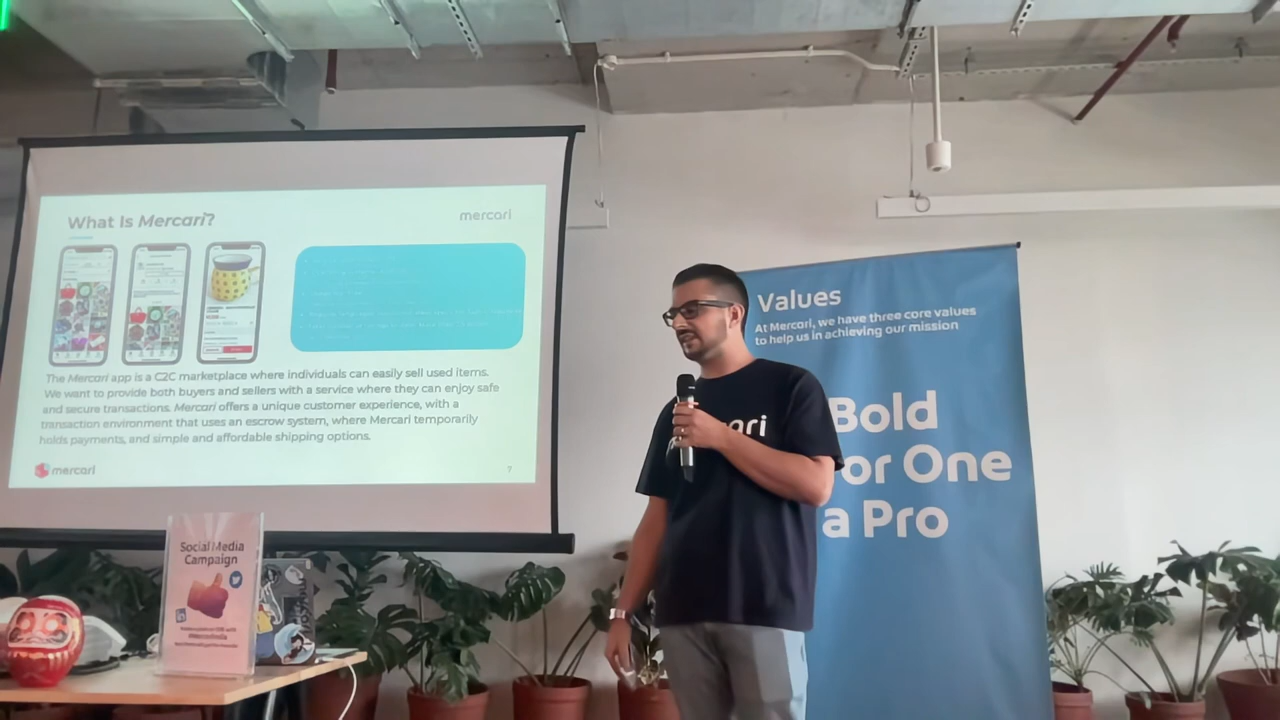 What Is Mercari?
mercari
The Mercari app is a C2C marketplace where individuals can easily sell used items.
We want to provide both buyers and sellers with a service where they can enjoy safe
and secure transactions. Mercari offers a unique customer experience, with a
transaction environment that uses an escrow system, where Mercari temporarily
holds payments, and simple and affordable shipping options.
mercari
7
Social Media
Campaign
Values
At Mercari, we have three core values
to help us in achieving our mission
Bold
or One
a Pro
ari